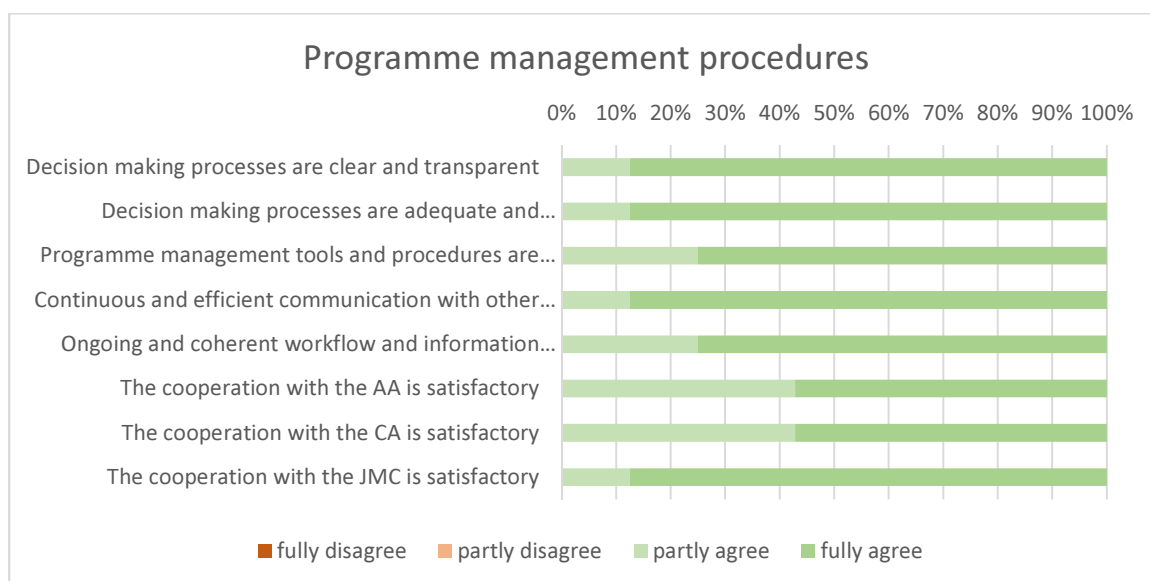 Programme management procedures
0% 10% 20% 30% 40% 50% 60% 70% 80% 90% 100%
Decision making processes are clear and transparent
Decision making processes are adequate and...
Programme management tools and procedures are...
Continuous and efficient communication with other...
Ongoing and coherent workflow and information...
The cooperation with the AA is satisfactory
The cooperation with the CA is satisfactory
The cooperation with the JMC is satisfactory
fully disagree partly disagree partly agree fully agree